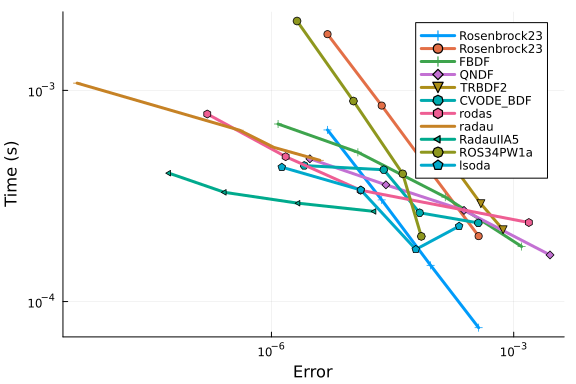 Time (s)
10⁻³
10⁻⁴
Rosenbrock23
Rosenbrock23
FBDF
QNDF
TRBDF2
CVODE_BDF
rodas
radau
RadauIIA5
ROS34PW1a
lsoda
10⁻⁶
10⁻³
Error